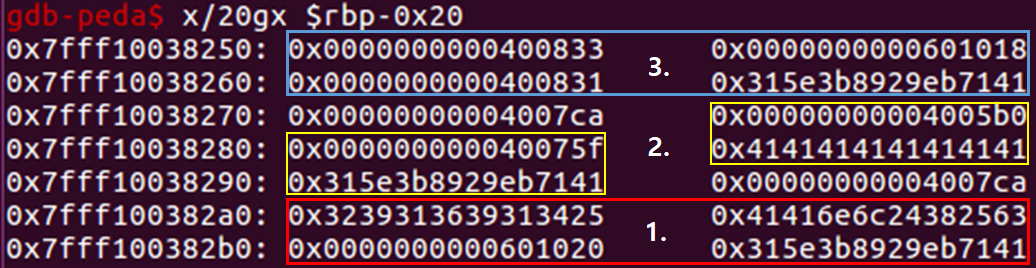 gdb-peda$ x/20gx $rbp-0x20
0x7fff10038250: 0x0000000000400833 0x0000000000601018
0x7fff10038260: 0x0000000000400831 3. 0x315e3b8929eb7141
0x7fff10038270: 0x00000000004007ca 0x00000000004005b0
0x7fff10038280: 0x000000000040075f 2. 0x4141414141414141
0x7fff10038290: 0x315e3b8929eb7141 0x00000000004007ca
0x7fff100382a0: 0x3239313639313425 1. 0x41416e6c24382563
0x7fff100382b0: 0x0000000000601020 0x315e3b8929eb7141